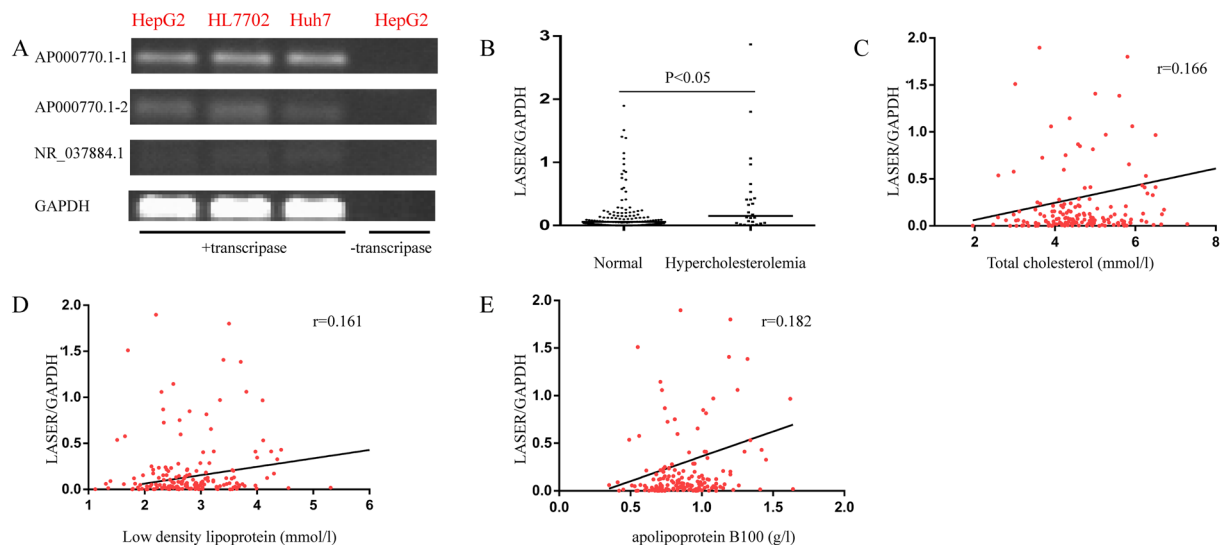 HepG2 HL7702 Huh7 HepG2
A
AP000770.1-1
AP000770.1-2
NR_037884.1
GAPDH
+transcripase -transcripase
B
LASER/GAPDH
3
2
1
0
P<0.05
Normal Hypercholesterolemia
C
LASER/GAPDH
2.0
1.5
1.0
0.5
0.0
r=0.166
0 2 4 6 8
Total cholesterol (mmol/l)
D
LASER/GAPDH
2.0
1.5
1.0
0.5
0.0
r=0.161
1 2 3 4 5 6
Low density lipoprotein (mmol/l)
E
LASER/GAPDH
2.0
1.5
1.0
0.5
0.0
r=0.182
0.0 0.5 1.0 1.5 2.0
apolipoprotein B100 (g/l)